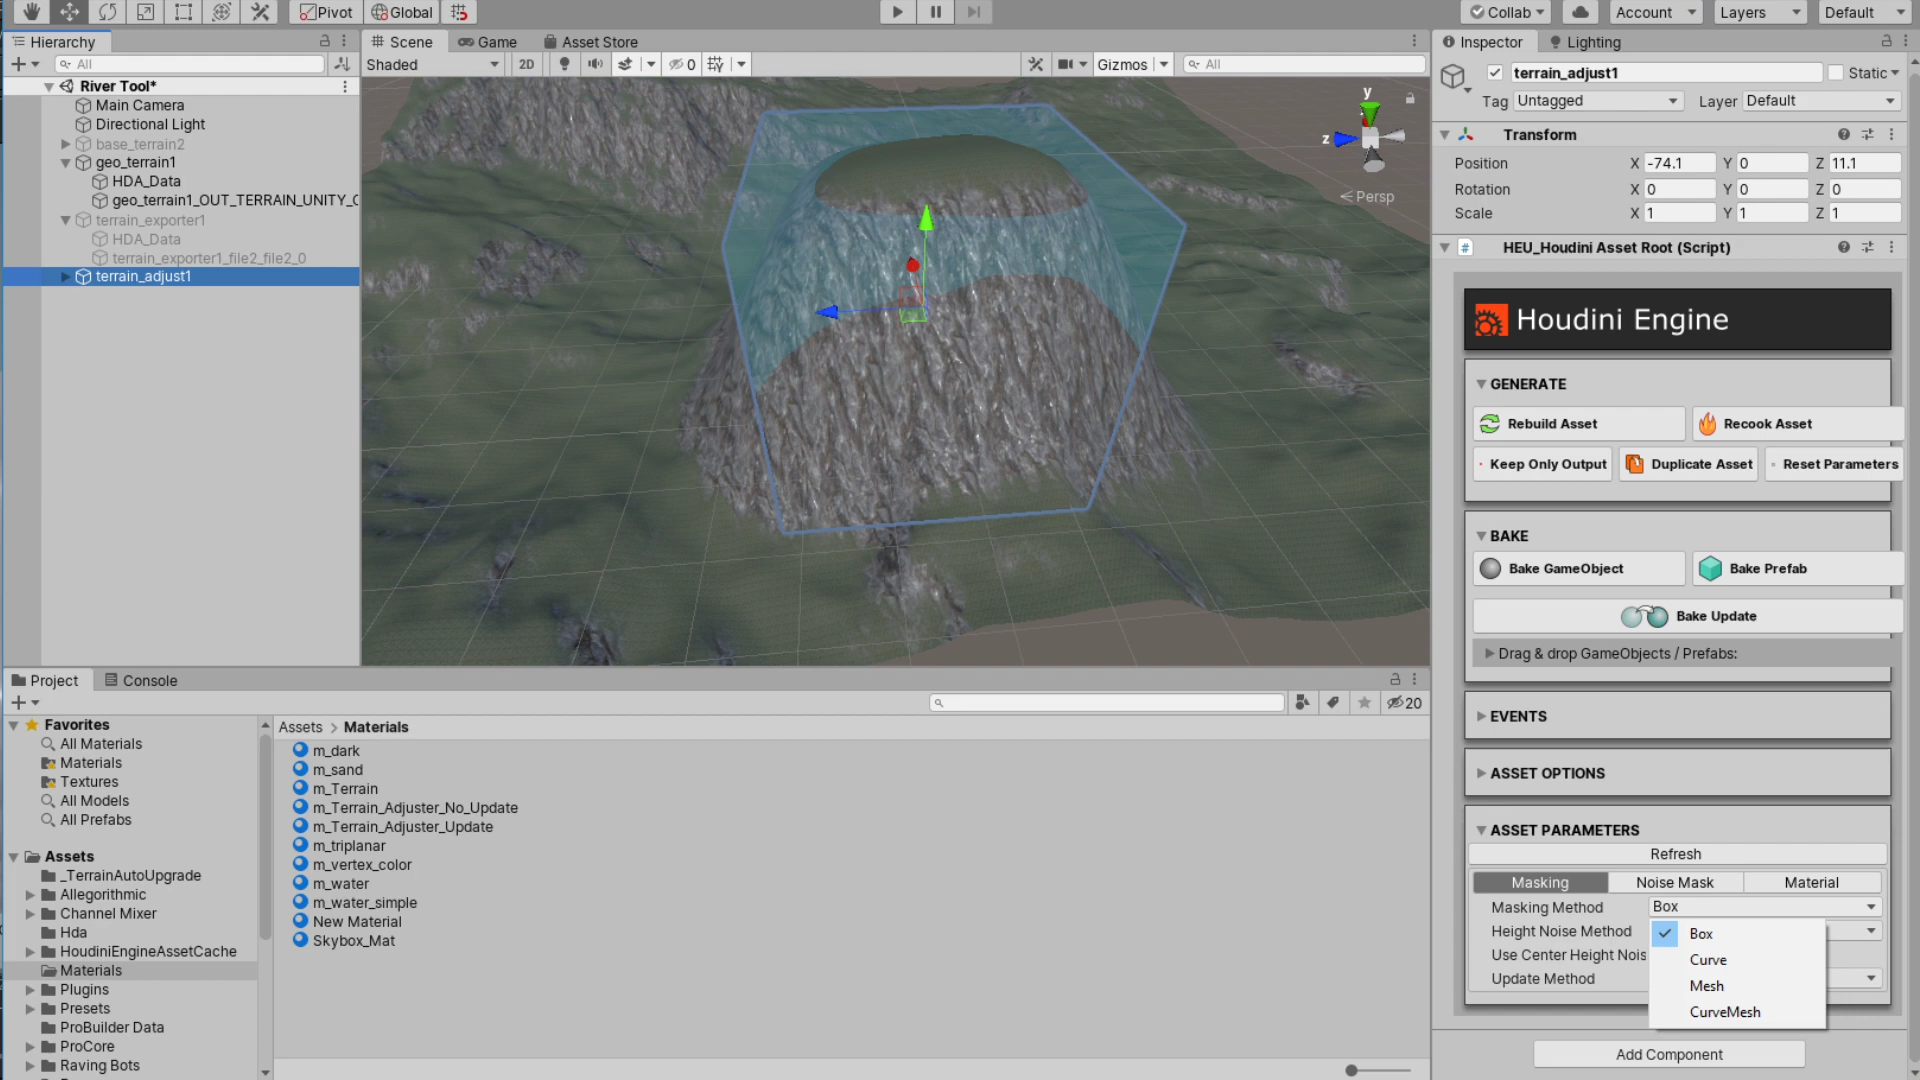 Pivot Global Collab Account Layers Default
Hierarchy
All
River Tool*
Main Camera
Directional Light
base_terrain2
geo_terrain1
HDA_Data
geo_terrain1_OUT_TERRAIN_UNITY_
terrain_exporter1
HDA_Data
terrain_exporter1_file2_file2_0
terrain_adjust1
Scene Game Asset Store
Shaded 2D 0 Gizmos All
y
z
Persp
Inspector Lighting
terrain_adjust1 Static
Tag Untagged Layer Default
Transform
Position X -74.1 Y 0 Z 11.1
Rotation X 0 Y 0 Z 0
Scale X 1 Y 1 Z 1
# HEU_Houdini Asset Root (Script)
Houdini Engine
GENERATE
Rebuild Asset Recook Asset
Keep Only Output Duplicate Asset Reset Parameters
BAKE
Bake GameObject Bake Prefab
Bake Update
Drag & drop GameObjects / Prefabs:
EVENTS
ASSET OPTIONS
ASSET PARAMETERS
Refresh
Masking Noise Mask Material
Masking Method Box
Height Noise Method
Use Center Height Nois
Update Method
Box
Curve
Mesh
CurveMesh
Add Component
Project Console
20
Favorites
All Materials
Materials
Textures
All Models
All Prefabs
Assets
_TerrainAutoUpgrade
Allegorithmic
Channel Mixer
Hda
HoudiniEngineAssetCache
Materials
Plugins
Presets
ProBuilder Data
ProCore
Raving Bots
Assets > Materials
m_dark
m_sand
m_Terrain
m_Terrain_Adjuster_No_Update
m_Terrain_Adjuster_Update
m_triplanar
m_vertex_color
m_water
m_water_simple
New Material
Skybox_Mat